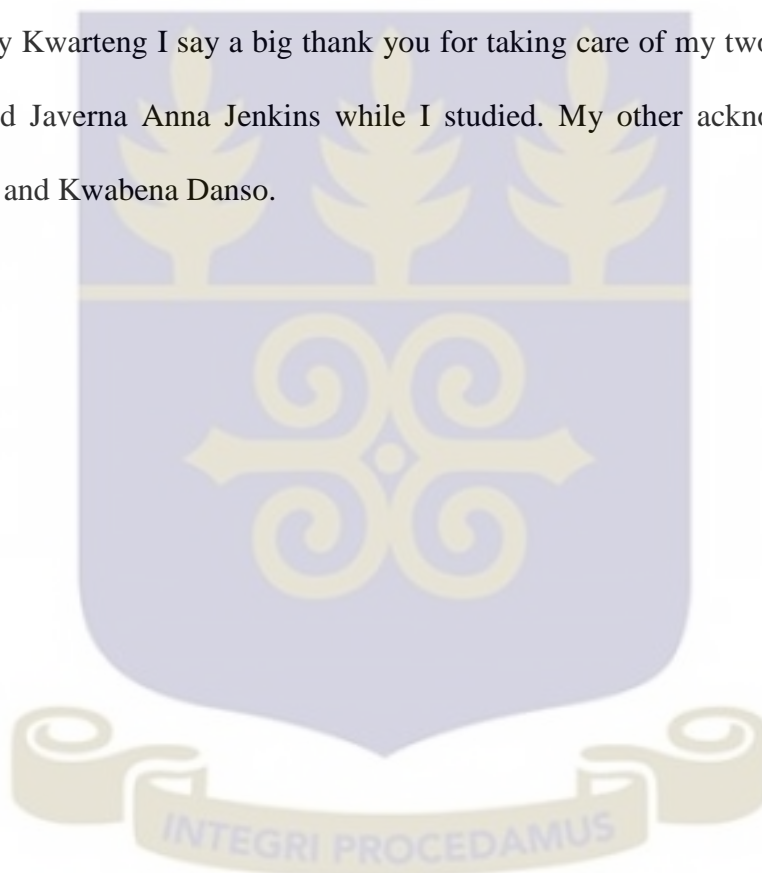 y Kwarteng I say a big thank you for taking care of my two
d Javerna Anna Jenkins while I studied. My other ackno
and Kwabena Danso.
INTEGRI PROCEDAMUS